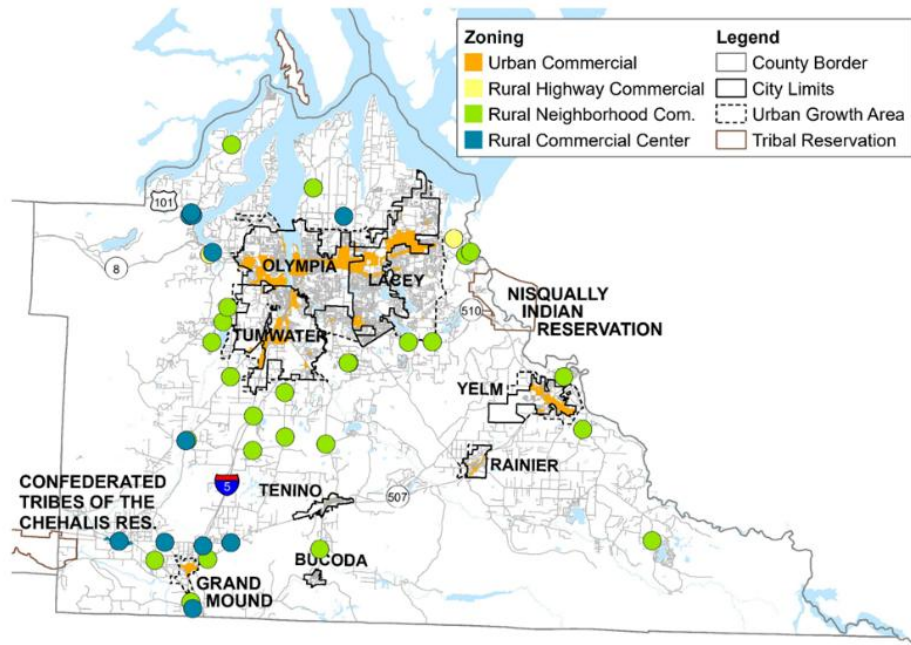 Zoning
Urban Commercial
Rural Highway Commercial
Rural Neighborhood Com.
Rural Commercial Center
Legend
County Border
City Limits
Urban Growth Area
Tribal Reservation
101
8
OLYMPIA
LACEY
TUMWATER
510
NISQUALLY
INDIAN
RESERVATION
YELM
RAINIER
CONFEDERATED
TRIBES OF THE
CHEHALIS RES.
5
TENINO
507
BUCODA
GRAND
MOUND